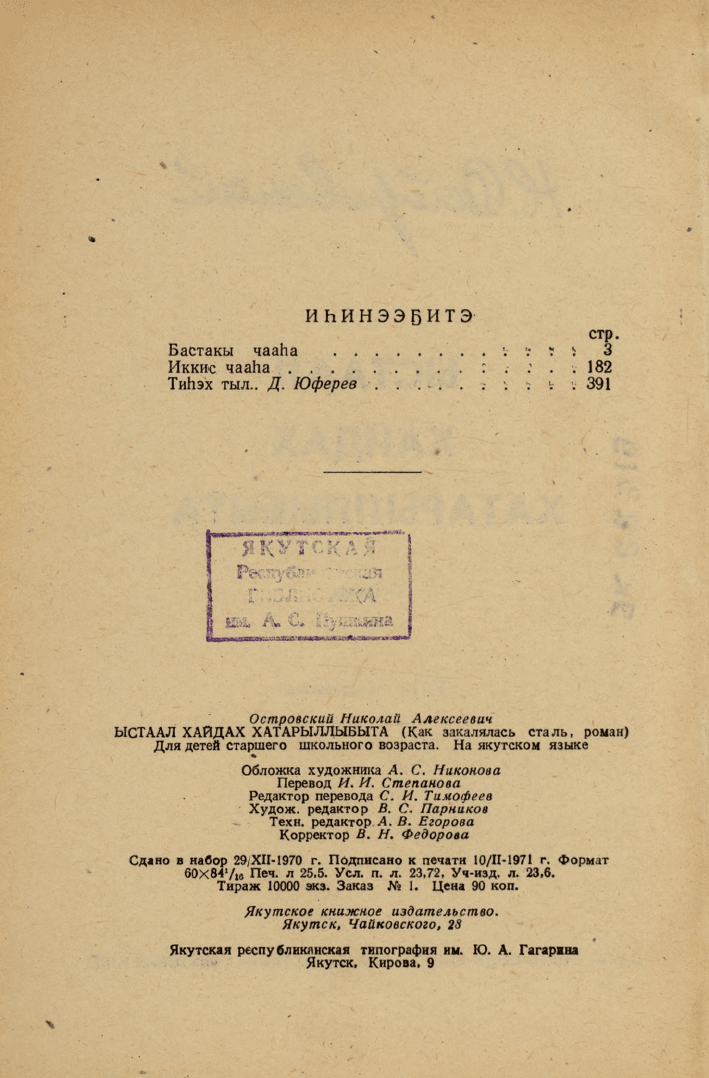 ИҺИНЭЭҔИТЭ
стр.
Бастакы чааһа . . . . . . . . . . . . . . 3
Иккис чааһа . . . . . . . . . . . . . . 182
Тиһэх тыл.. Д. Юферев . . . . . . . . . . 391
ЯКУТСКАЯ
Республиканская
БИБЛИОТЕКА
им. А. С. Пушкина
Островский Николай Алексеевич
ЫСТААЛ ХАЙДАХ ХАТАРЫЛЛЫБЫТА (Как закалялась сталь, роман)
Для детей старшего школьного возраста. На якутском языке
Обложка художника А. С. Никонова
Перевод И. И. Степанова
Редактор перевода С. И. Тимофеев
Худож. редактор В. С. Парников
Техн. редактор А. В. Егорова
Корректор В. Н. Федорова
Сдано в набор 29/XII-1970 г. Подписано к печати 10/II-1971 г. Формат
60×84¹/₁₆ Печ. л 25,5. Усл. п. л. 23,72, Уч-изд. л. 23,6.
Тираж 10000 экз. Заказ № 1. Цена 90 коп.
Якутское книжное издательство.
Якутск, Чайковского, 28
Якутская республиканская типография им. Ю. А. Гагарина
Якутск, Кирова, 9